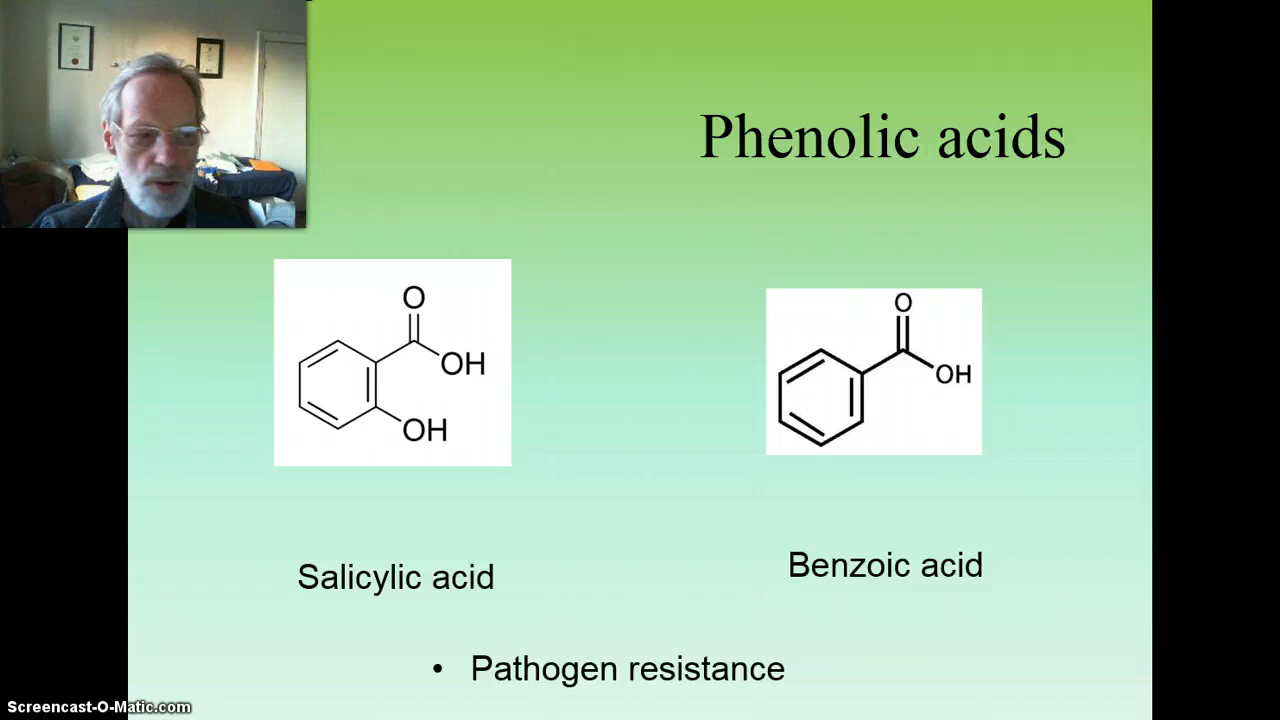 Phenolic acids
O
OH
OH
O
OH
Salicylic acid
Benzoic acid
• Pathogen resistance
Screencast-O-Matic.com